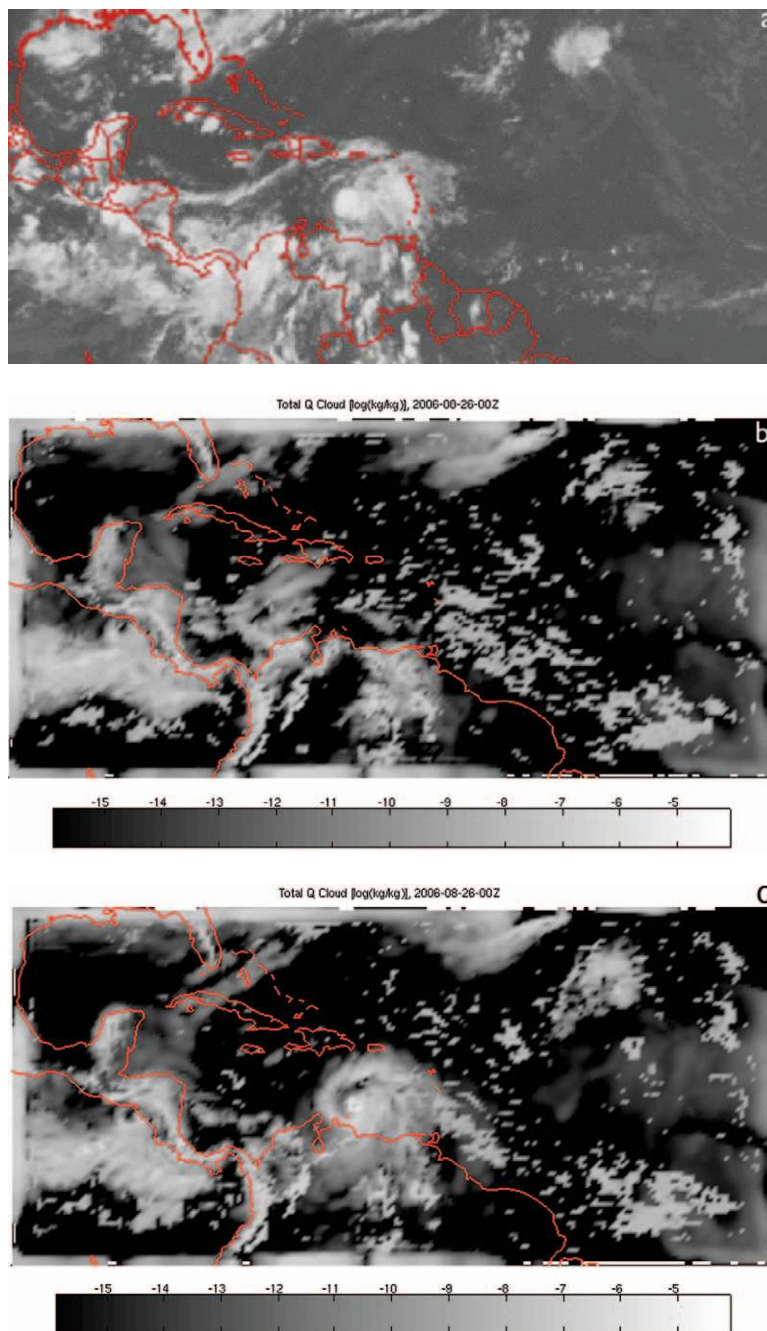 a
Total Q Cloud [log(kg/kg)], 2006-08-26-00Z
b
-15 -14 -13 -12 -11 -10 -9 -8 -7 -6 -5
Total Q Cloud [log(kg/kg)], 2006-08-26-00Z
c
-15 -14 -13 -12 -11 -10 -9 -8 -7 -6 -5